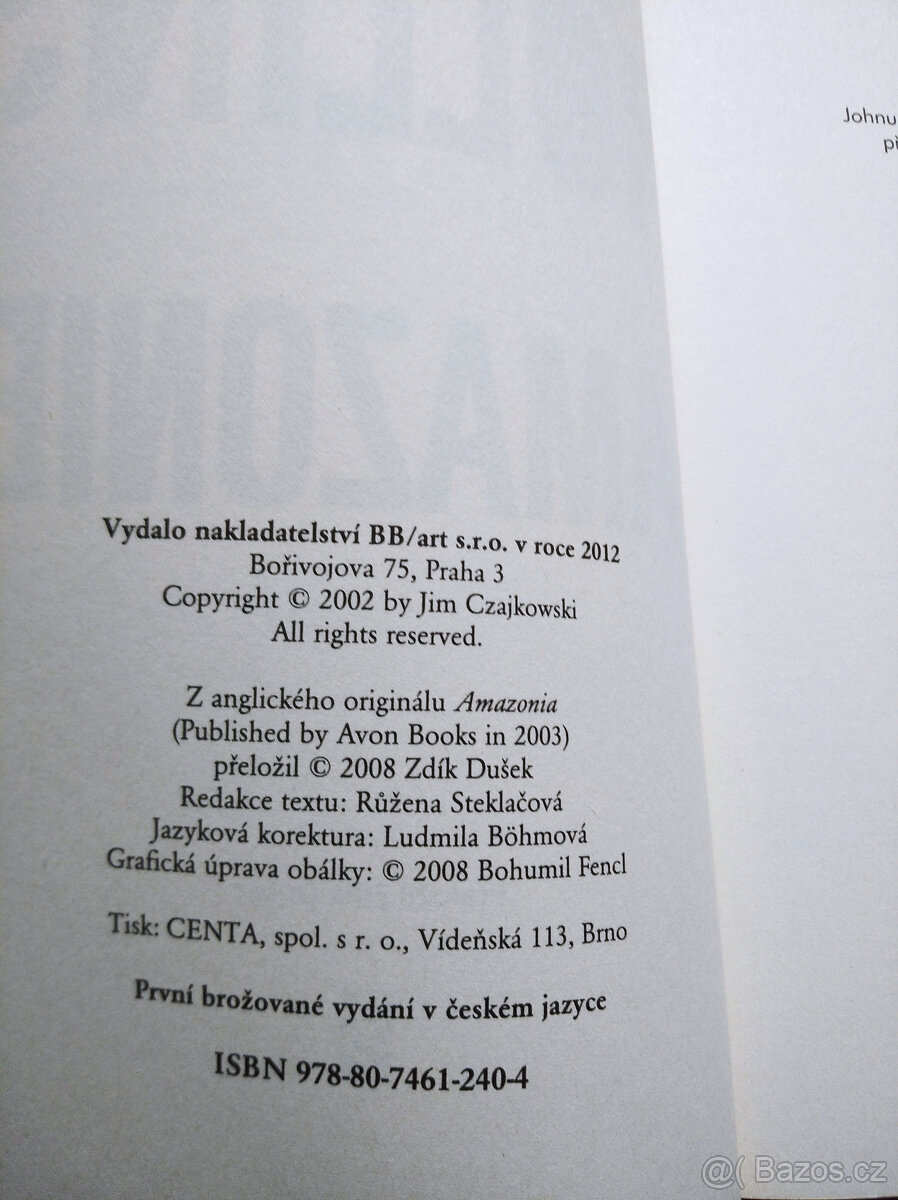 Johnu
Vydalo nakladatelství BB/art s.r.o. v roce 2012
Bořivojova 75, Praha 3
Copyright © 2002 by Jim Czajkowski
All rights reserved.
Z anglického originálu Amazonia
(Published by Avon Books in 2003)
přeložil © 2008 Zdík Dušek
Redakce textu: Růžena Steklačová
Jazyková korektura: Ludmila Böhmová
Grafická úprava obálky: © 2008 Bohumil Fencl
Tisk: CENTA, spol. s r. o., Vídeňská 113, Brno
První brožované vydání v českém jazyce
ISBN 978-80-7461-240-4
@( Bazos.cz